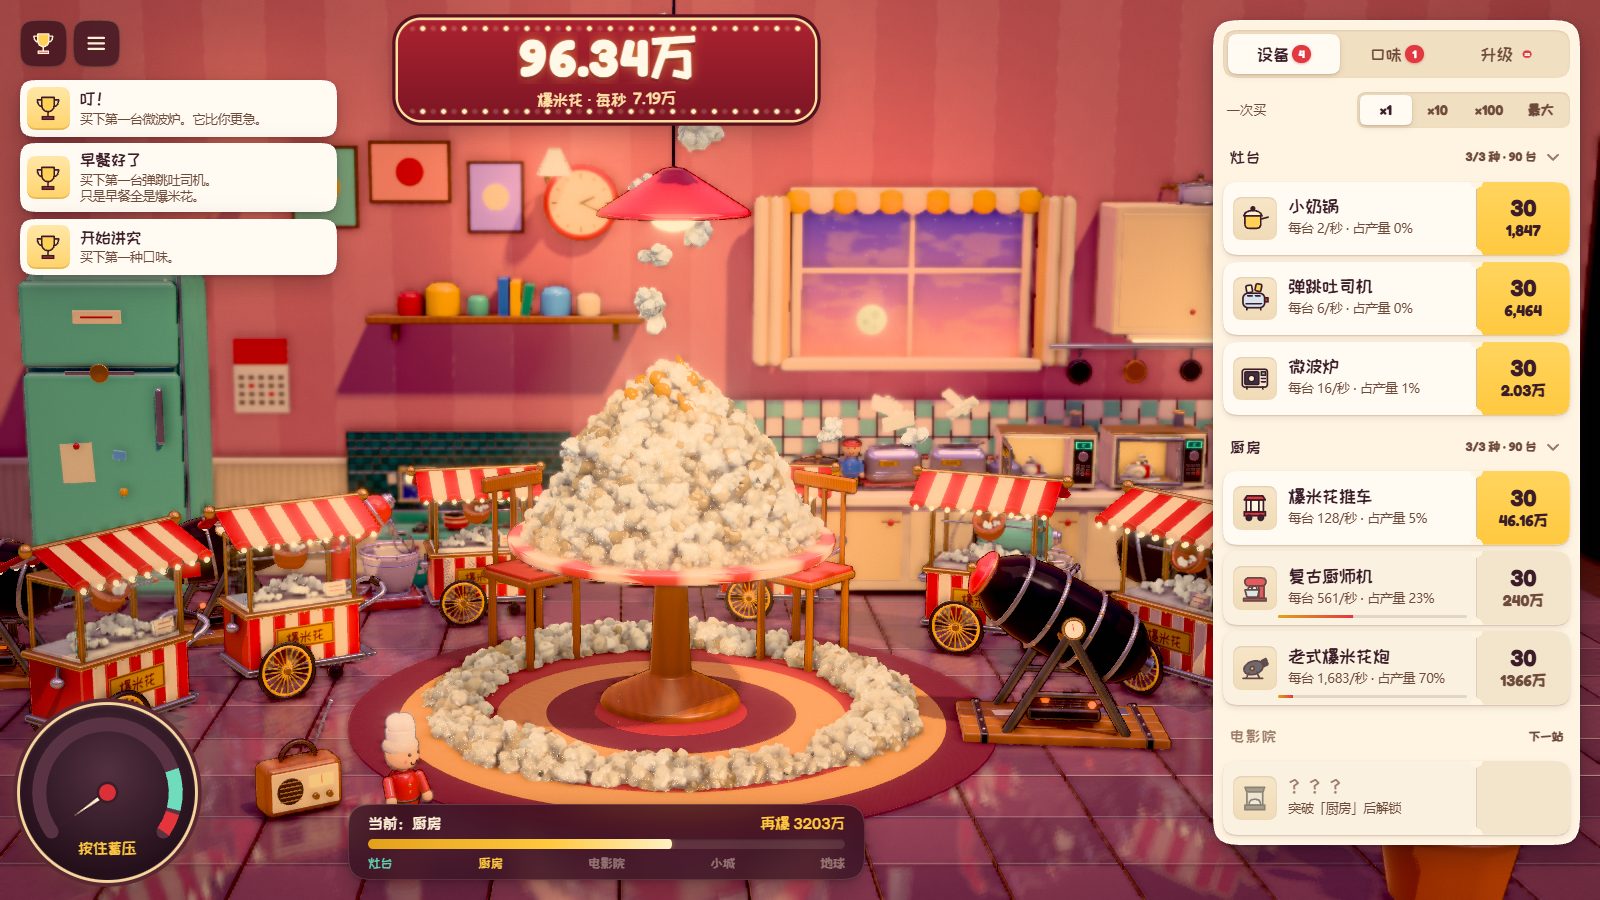 96.34万
爆米花 · 每秒 7.19万
叮！
买下第一台微波炉。它比你更急。
早餐好了
买下第一台弹跳吐司机。
只是早餐全是爆米花。
开始讲究
买下第一种口味。
设备 4
口味 1
升级
一次买
×1
×10
×100
最大
灶台
3/3 种 · 90 台
小奶锅
每台 2/秒 · 占产量 0%
30
1,847
弹跳吐司机
每台 6/秒 · 占产量 0%
30
6,464
微波炉
每台 16/秒 · 占产量 1%
30
2.03万
厨房
3/3 种 · 90 台
爆米花推车
每台 128/秒 · 占产量 5%
30
46.16万
复古厨师机
每台 561/秒 · 占产量 23%
30
240万
老式爆米花炮
每台 1,683/秒 · 占产量 70%
30
1366万
电影院
下一站
？ ？ ？
突破「厨房」后解锁
爆米花
爆米花
爆米花
爆米花
按住蓄压
当前：厨房
再爆 3203万
灶台
厨房
电影院
小城
地球